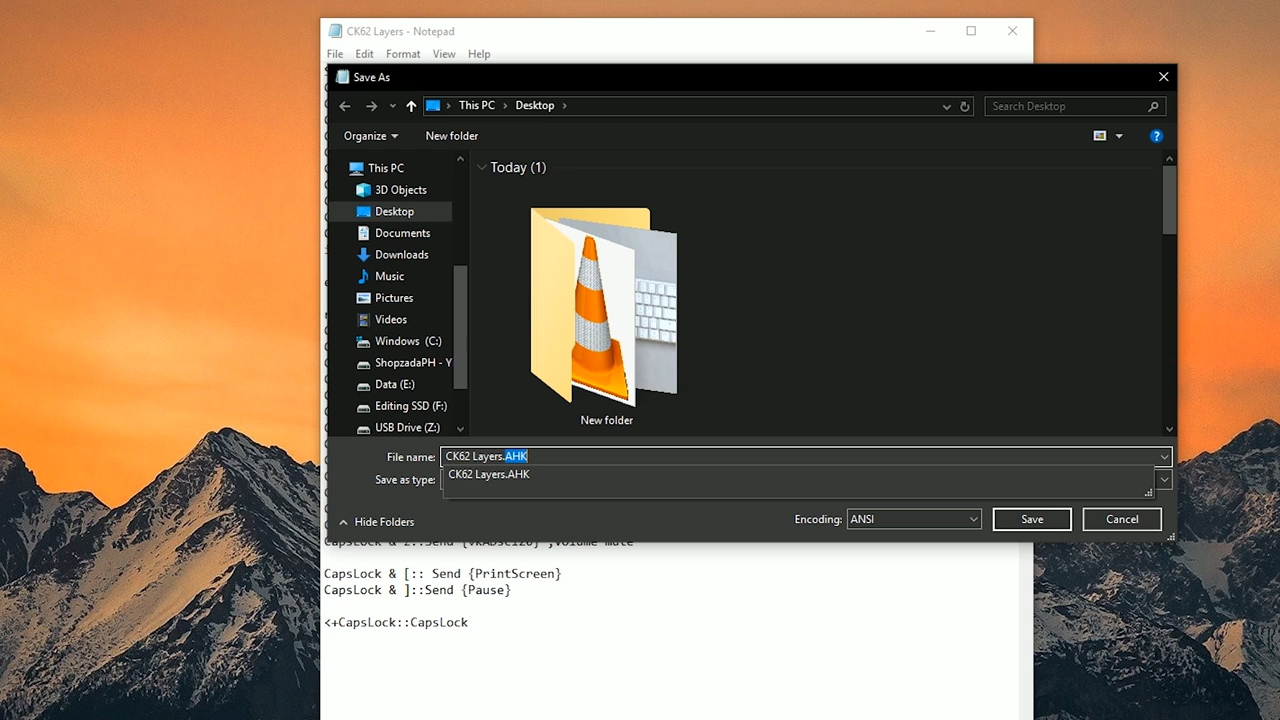 CK62 Layers - Notepad
File Edit Format View Help
Save As
This PC Desktop
Search Desktop
Organize New folder
This PC
3D Objects
Desktop
Documents
Downloads
Music
Pictures
Videos
Windows (C:)
ShopzadaPH - Y
Data (E:)
Editing SSD (F:)
USB Drive (Z:)
Today (1)
New folder
File name: CK62 Layers.AHK
CK62 Layers.AHK
Save as type:
Hide Folders
Encoding: ANSI Save Cancel
CapsLock & [:: Send {PrintScreen}
CapsLock & ]::Send {Pause}
<+CapsLock::CapsLock